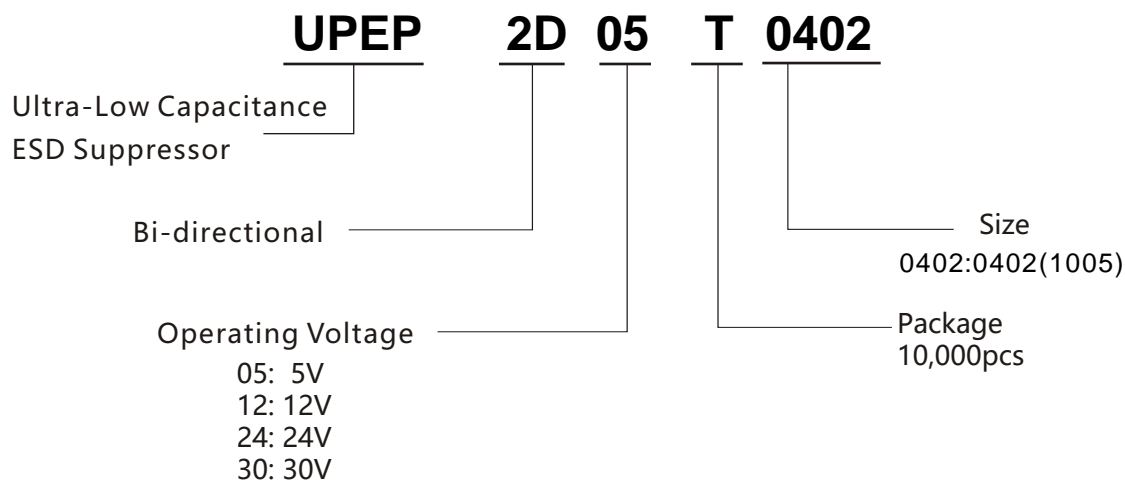 UPEP 2D 05 T 0402
Ultra-Low Capacitance
ESD Suppressor
Bi-directional
Size
0402:0402(1005)
Operating Voltage
05: 5V
12: 12V
24: 24V
30: 30V
Package
10,000pcs